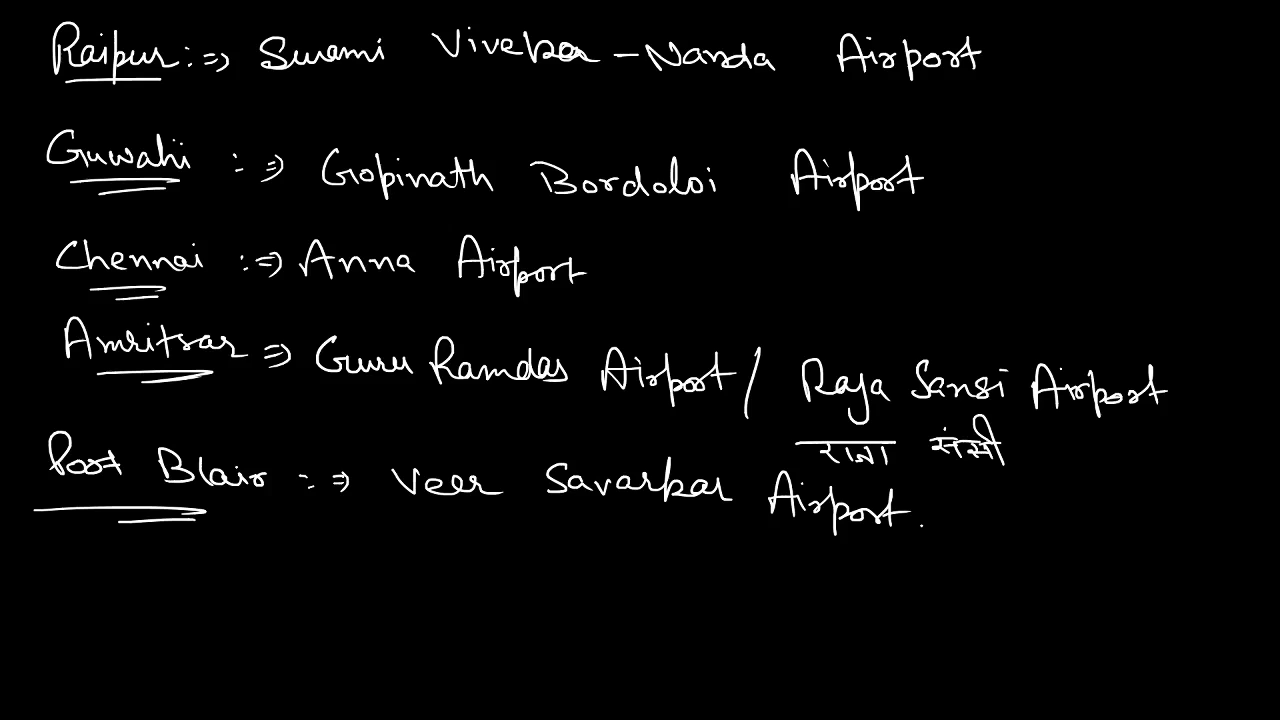 Raipur :⇒ Swami Viveka-Nanda Airport
Guwahi :⇒ Gopinath Bordoloi Airport
Chennai :⇒ Anna Airport
Amritsar ⇒ Guru Ramdas Airport / Raja Sansi Airport
राजा संसी
Port Blair :⇒ Veer Savarkar Airport.